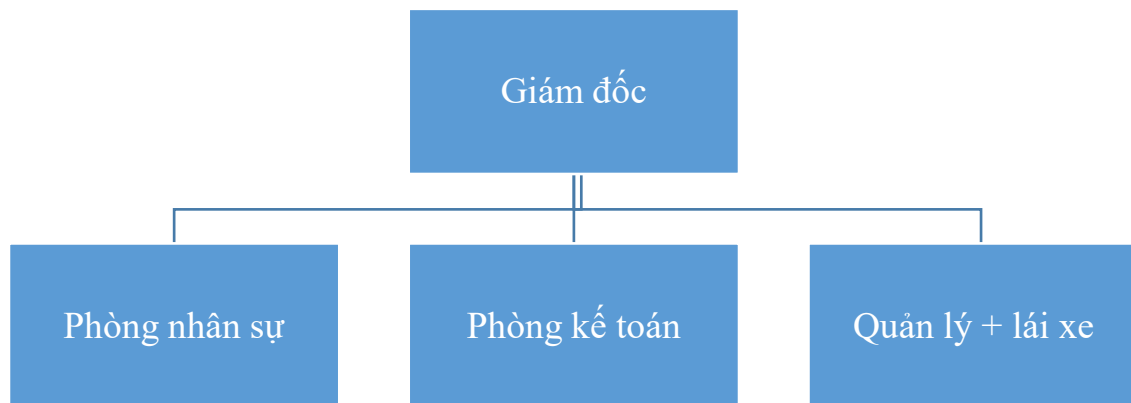 Giám đốc
Phòng nhân sự
Phòng kế toán
Quản lý + lái xe